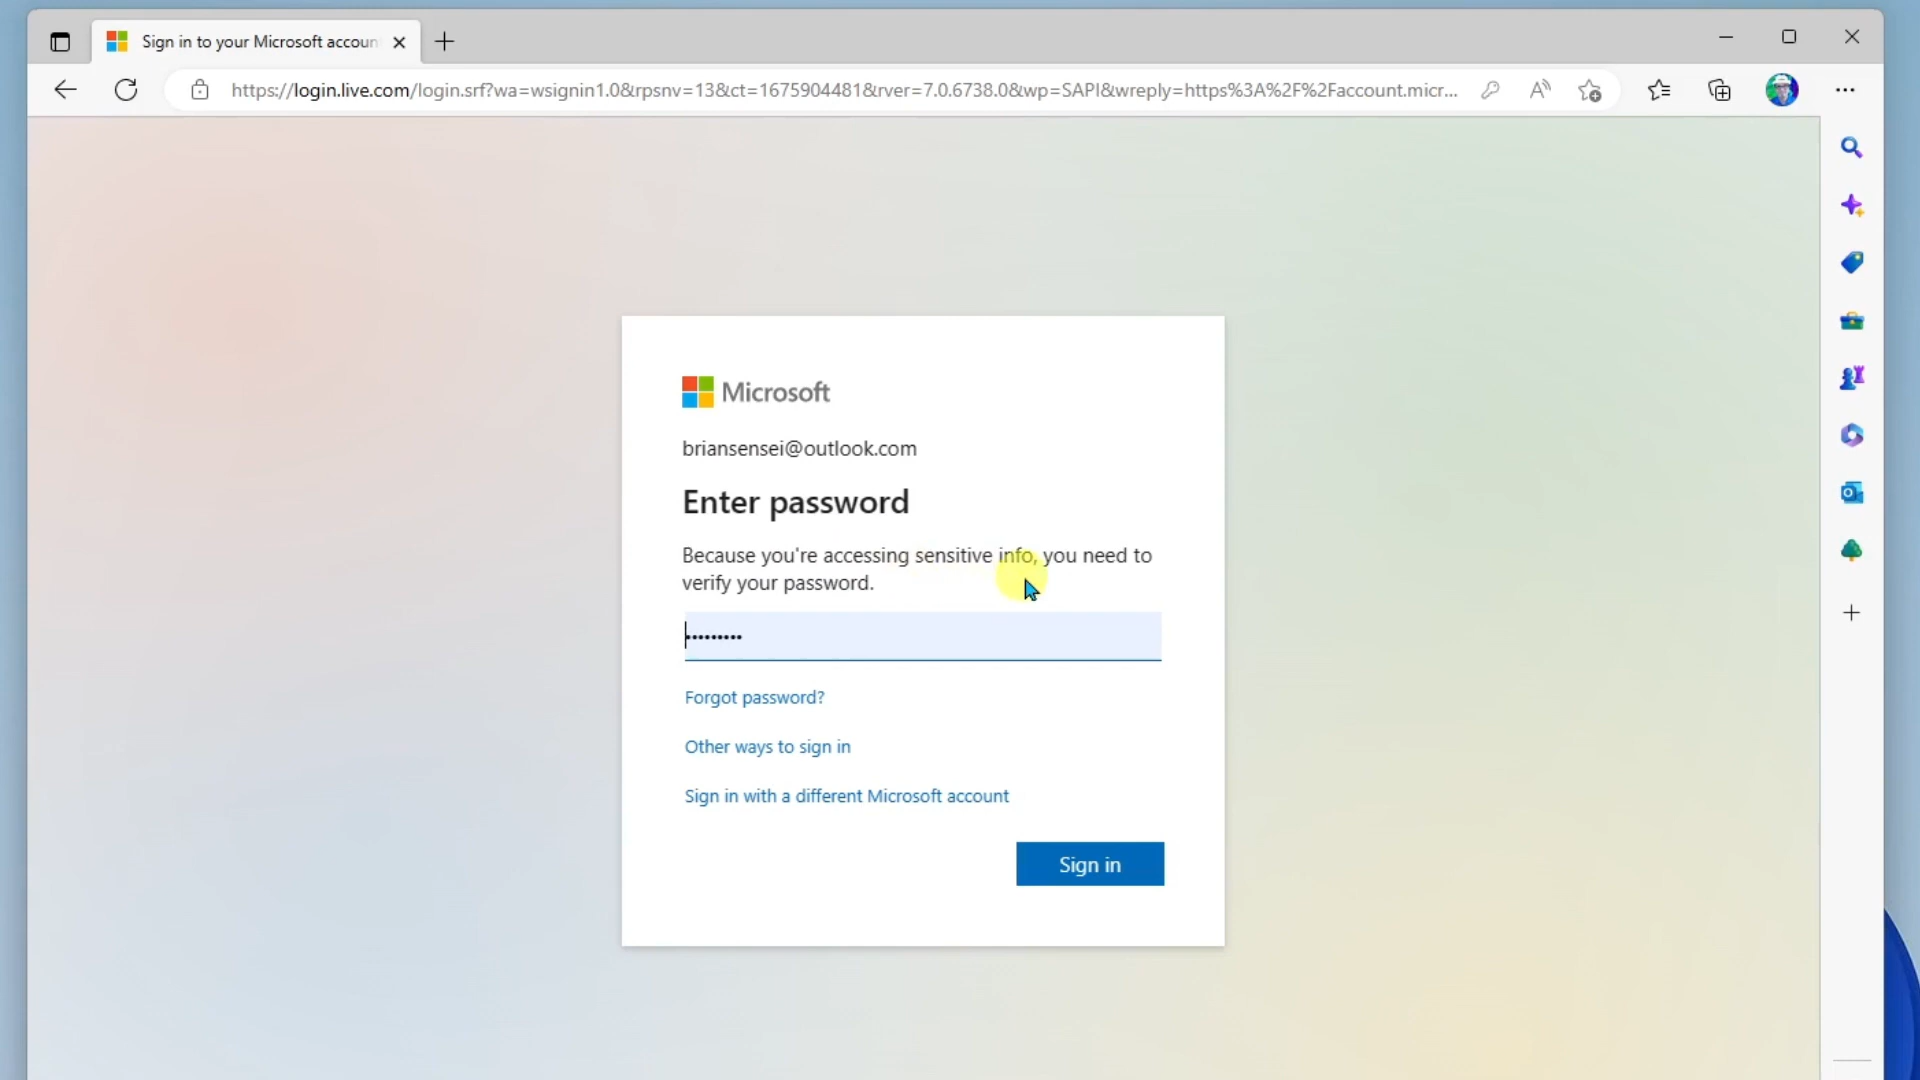 Sign in to your Microsoft accoun
https://login.live.com/login.srf?wa=wsignin1.0&rpsnv=13&ct=1675904481&rver=7.0.6738.0&wp=SAPI&wreply=https%3A%2F%2Faccount.micr...
Microsoft
briansensei@outlook.com
Enter password
Because you're accessing sensitive info, you need to
verify your password.
•••••••••
Forgot password?
Other ways to sign in
Sign in with a different Microsoft account
Sign in